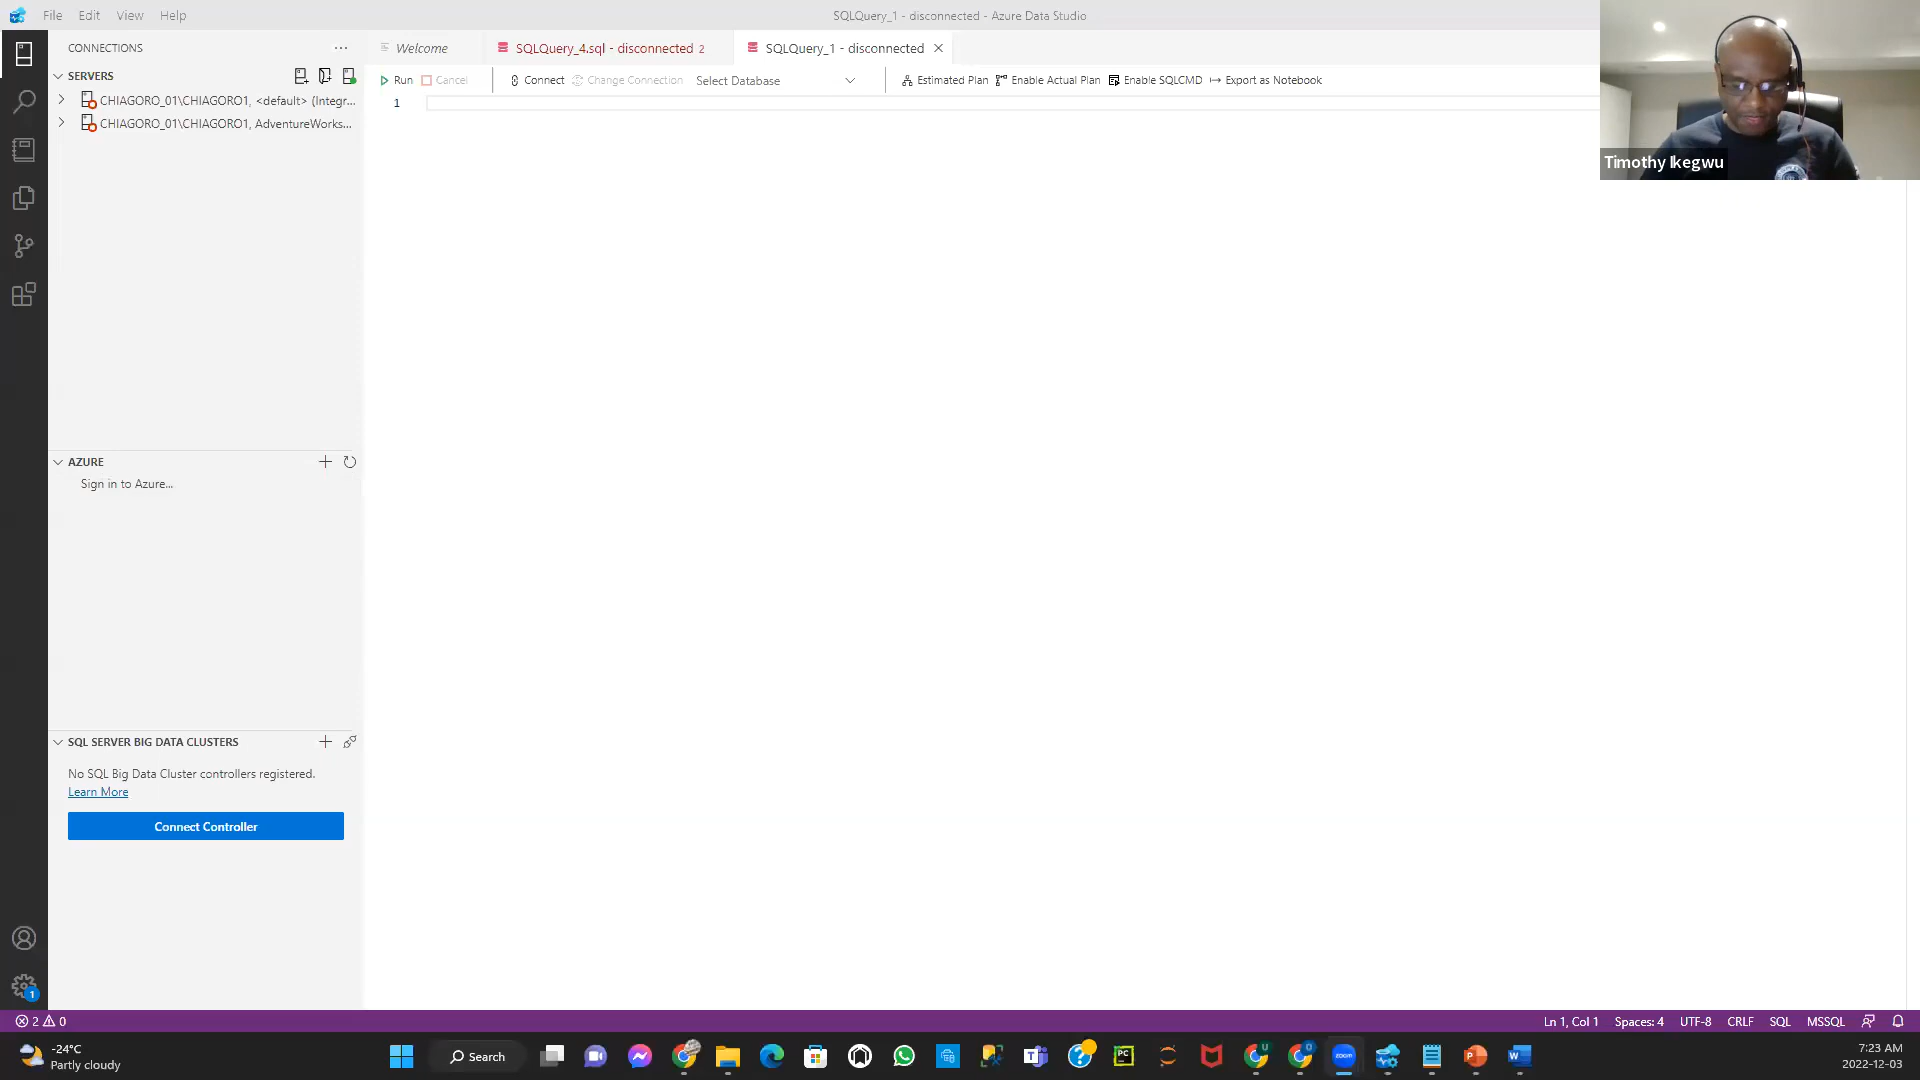 File Edit View Help
SQLQuery_1 - disconnected - Azure Data Studio
CONNECTIONS
Welcome
SQLQuery_4.sql - disconnected 2
SQLQuery_1 - disconnected
SERVERS
Run Cancel Connect Change Connection Select Database Estimated Plan Enable Actual Plan Enable SQLCMD Export as Notebook
CHIAGORO_01\CHIAGORO1, <default> (Integr...
1
CHIAGORO_01\CHIAGORO1, AdventureWorks...
Timothy Ikegwu
AZURE
Sign in to Azure...
SQL SERVER BIG DATA CLUSTERS
No SQL Big Data Cluster controllers registered.
Learn More
Connect Controller
1
2 0
Ln 1, Col 1 Spaces: 4 UTF-8 CRLF SQL MSSQL
-24°C
Partly cloudy
Search
zoom
7:23 AM
2022-12-03